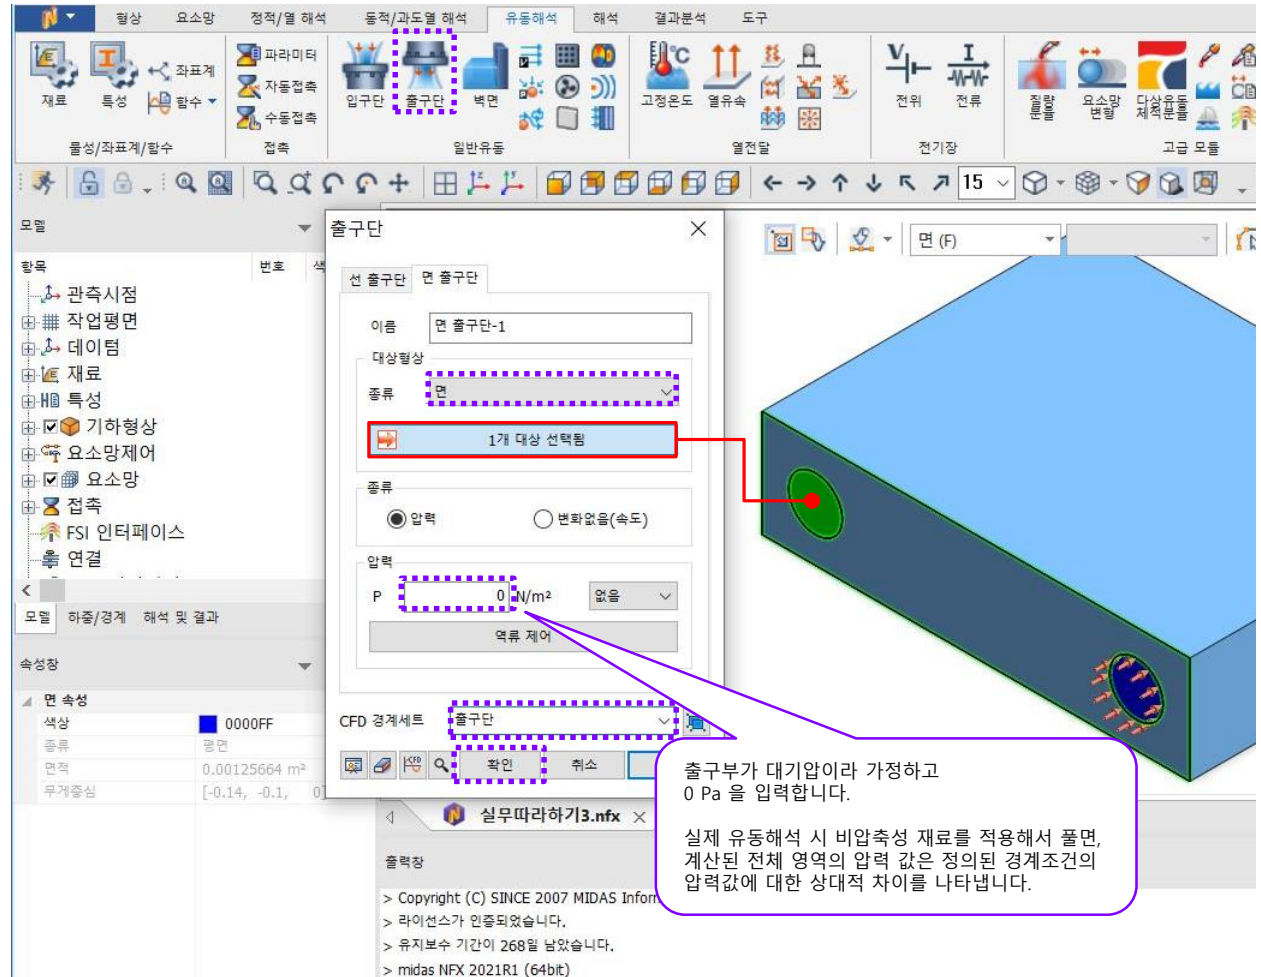 형상 요소망 정적/열 해석 동적/과도열 해석 유동해석 해석 결과분석 도구
재료 특성 좌표계 함수
파라미터
자동접촉
수동접촉
입구단 출구단 벽면
고정온도 열유속
전위 전류
질량분율 요소망 변형 다상유동 체적분율
물성/좌표계/함수 접촉 일반유동 열전달 전기장 고급 모듈
15
모델
항목 번호 색
관측시점
작업평면
데이텀
재료
특성
기하형상
요소망제어
요소망
접촉
FSI 인터페이스
연결
모델 하중/경계 해석 및 결과
속성창
면 속성
색상 0000FF
종류 평면
면적 0.00125664 m²
무게중심 [-0.14, -0.1, 0]
출구단
선 출구단 면 출구단
이름 면 출구단-1
대상형상
종류 면
1개 대상 선택됨
종류
압력 변화없음(속도)
압력
P 0 N/m² 없음
역류 제어
CFD 경계세트 출구단
확인 취소
면 (F)
출구부가 대기압이라 가정하고
0 Pa 을 입력합니다.
실제 유동해석 시 비압축성 재료를 적용해서 풀면,
계산된 전체 영역의 압력 값은 정의된 경계조건의
압력값에 대한 상대적 차이를 나타냅니다.
실무따라하기3.nfx
출력창
> Copyright (C) SINCE 2007 MIDAS Inform
> 라이선스가 인증되었습니다.
> 유지보수 기간이 268일 남았습니다.
> midas NFX 2021R1 (64bit)